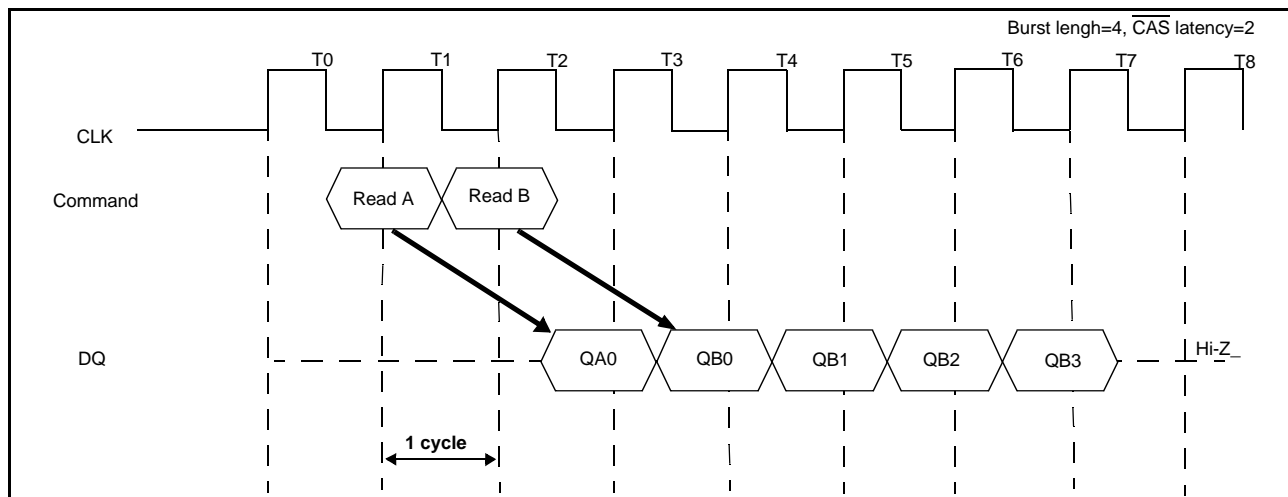 Burst lengh=4, CAS latency=2
T0 T1 T2 T3 T4 T5 T6 T7 T8
CLK
Command
Read A Read B
DQ
QA0 QB0 QB1 QB2 QB3
Hi-Z_
1 cycle